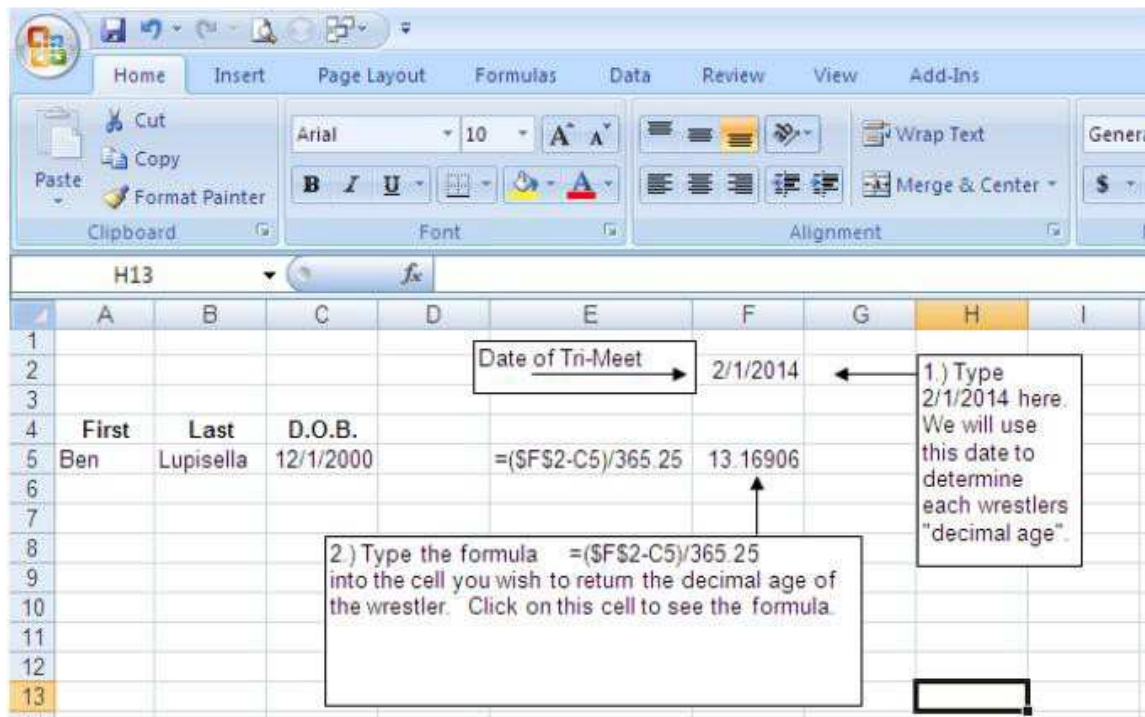 Home Insert Page Layout Formulas Data Review View Add-Ins
Paste
Cut
Copy
Format Painter
Clipboard
Arial 10 A A
B I U A
Font
Wrap Text
Merge & Center
Alignment
Genera
$
H13 fx
A B C D E F G H I
1
2 Date of Tri-Meet 2/1/2014
3
4 First Last D.O.B.
5 Ben Lupisella 12/1/2000 =($F$2-C5)/365.25 13.16906
6
7
8
9
10
11
12
13
1.) Type
2/1/2014 here.
We will use
this date to
determine
each wrestlers
"decimal age".
2.) Type the formula =($F$2-C5)/365.25
into the cell you wish to return the decimal age of
the wrestler. Click on this cell to see the formula.